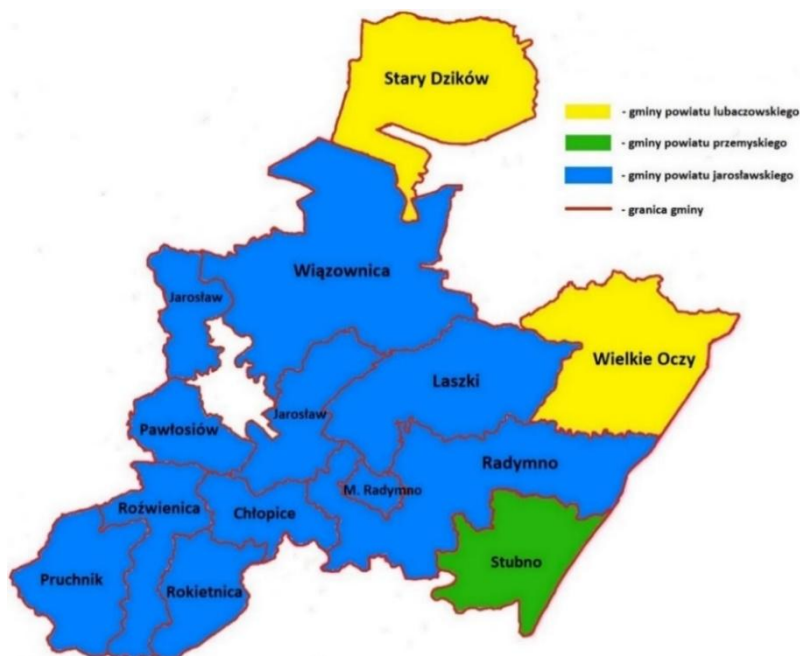 Stary Dzików
- gminy powiatu lubaczowskiego
- gminy powiatu przemyskiego
- gminy powiatu jarosławskiego
- granica gminy
Wiązownica
Jarosław
Wielkie Oczy
Laszki
Jarosław
Pawłosiów
Radymno
M. Radymno
Roźwienica
Chłopice
Stubno
Pruchnik
Rokietnica